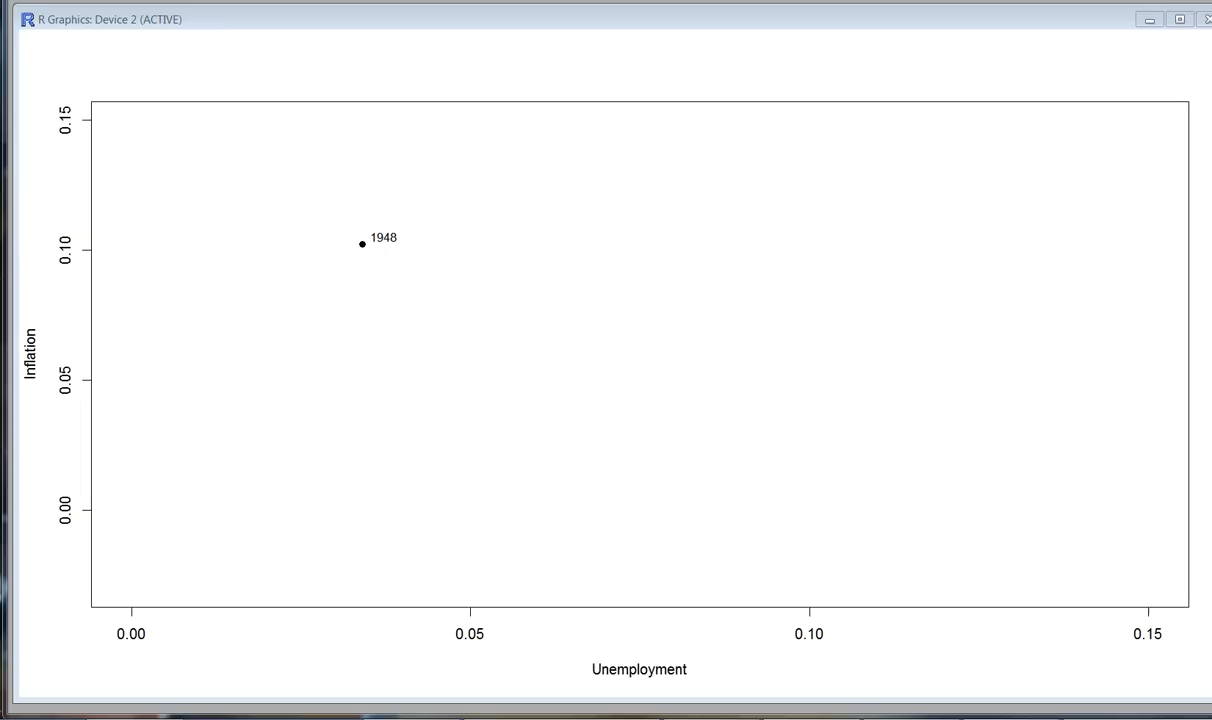 R Graphics: Device 2 (ACTIVE)
0.15
0.10
0.05
0.00
Inflation
1948
0.00 0.05 0.10 0.15
Unemployment